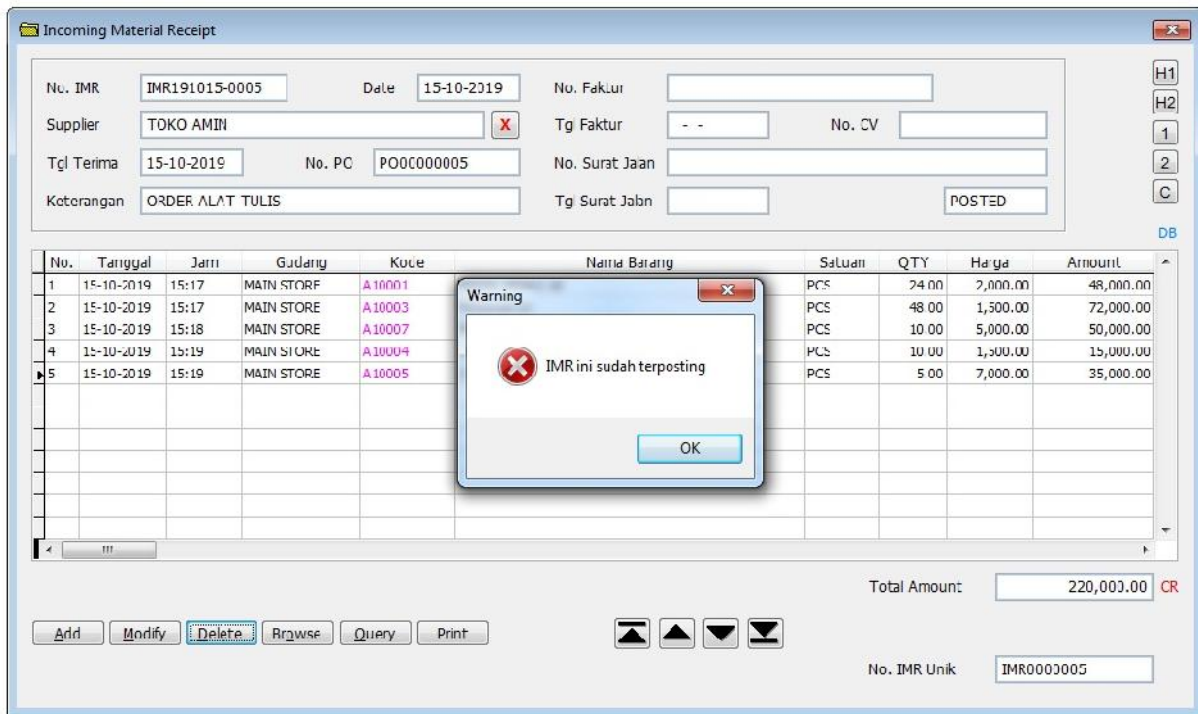 Incoming Material Receipt
No. IMR IMR191015-0005 Date 15-10-2019 No. Faktur
H1
H2
Supplier TOKO AMIN X Tgl Faktur - - No. CV
1
Tgl Terima 15-10-2019 No. PO PO00000005 No. Surat Jalan
2
Keterangan ORDER ALAT TULIS Tgl Surat Jalan POSTED
C
DB
No. Tanggal Jam Gudang Kode Nama Barang Satuan QTY Harga Amount
1 15-10-2019 15:17 MAIN STORE A10001 PCS 24.00 2,000.00 48,000.00
2 15-10-2019 15:17 MAIN STORE A10003 PCS 48.00 1,500.00 72,000.00
3 15-10-2019 15:18 MAIN STORE A10007 PCS 10.00 5,000.00 50,000.00
4 15-10-2019 15:19 MAIN STORE A10004 PCS 10.00 1,500.00 15,000.00
5 15-10-2019 15:19 MAIN STORE A10005 PCS 5.00 7,000.00 35,000.00
Warning
IMR ini sudah terposting
OK
Total Amount 220,000.00 CR
Add Modify Delete Browse Query Print
No. IMR Unik IMR0000005